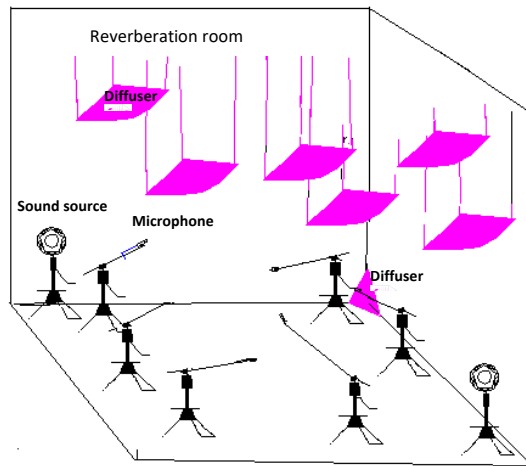 Reverberation room
Diffuser
Sound source
Microphone
Diffuser